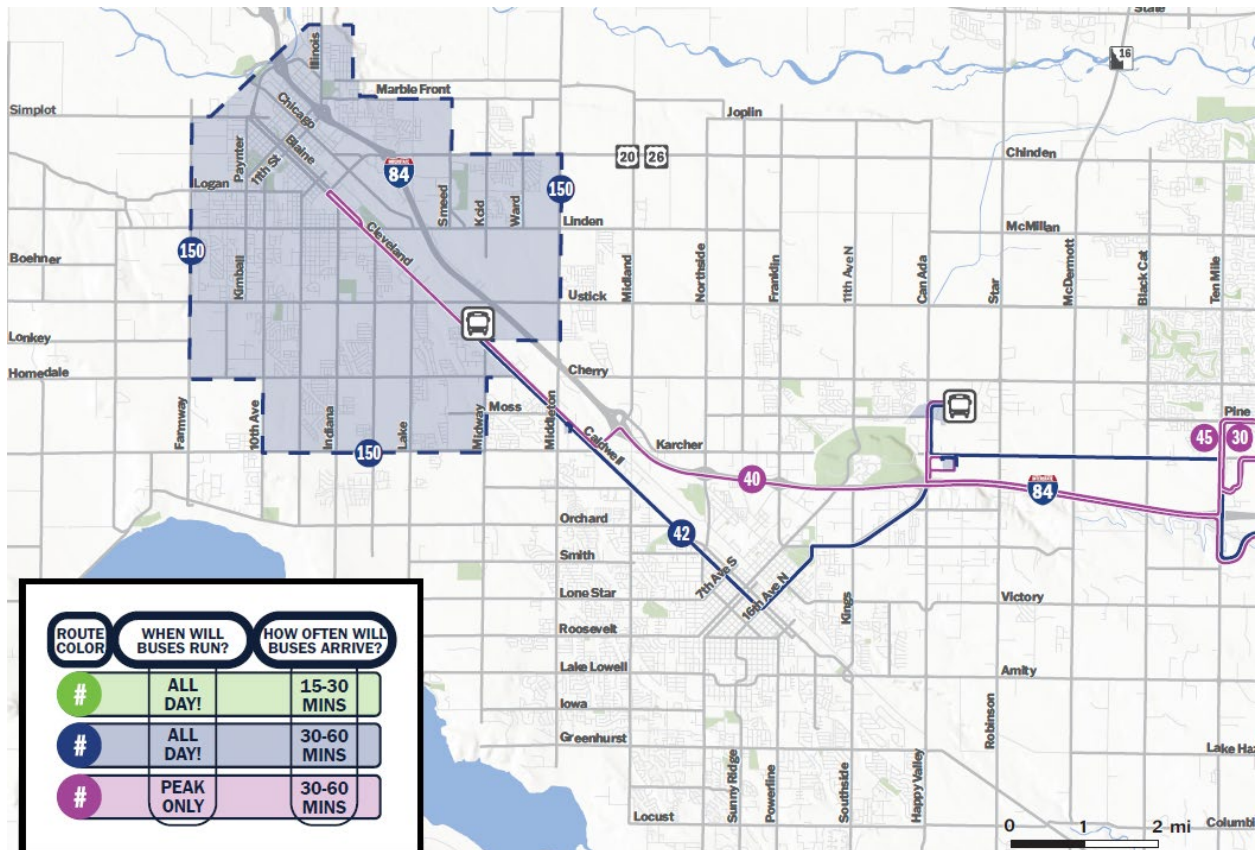 State
16
Illinois
Marble Front
Simplot
Joplin
Chicago
Paynter
11th St
Blaine
84
20
26
Chinden
Logan
150
Smeed
Kcid
Ward
Linden
McMillan
150
Boehner
Kimball
Cleveland
Midland
Northside
Franklin
11th Ave N
Can Ada
Star
McDermott
Black Cat
Ten Mile
Ustick
Lonkey
Homedale
Cherry
Farmway
10th Ave
Indiana
Lake
Midway
Moss
Middleton
Caldwell
Karcher
Pine
45
30
150
40
84
Orchard
42
Smith
7th Ave S
16th Ave N
Lone Star
Kings
Victory
Roosevelt
Lake Lowell
Amity
Iowa
Greenhurst
Robinson
Lake Haz
Sunny Ridge
Powerline
Southside
Happy Valley
Locust
Columbi
0 1 2 mi
ROUTE COLOR
WHEN WILL BUSES RUN?
HOW OFTEN WILL BUSES ARRIVE?
#
ALL DAY!
15-30 MINS
#
ALL DAY!
30-60 MINS
#
PEAK ONLY
30-60 MINS